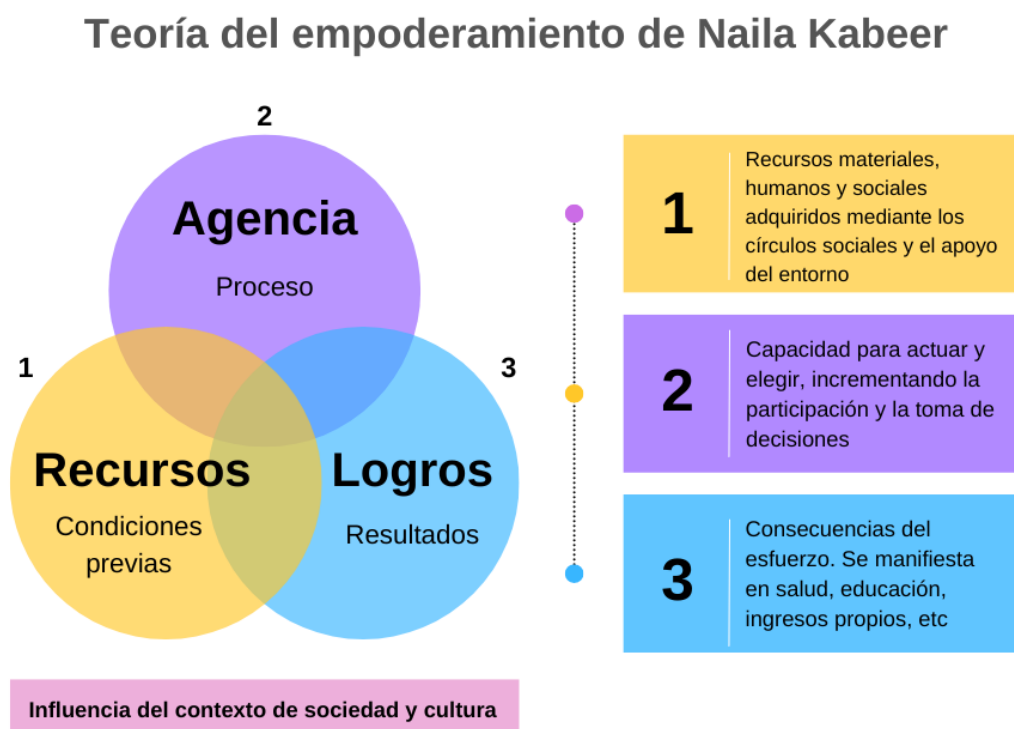 Teoría del empoderamiento de Naila Kabeer
2
Agencia
Proceso
1
3
Recursos
Condiciones
previas
Logros
Resultados
Influencia del contexto de sociedad y cultura
1
Recursos materiales,
humanos y sociales
adquiridos mediante los
círculos sociales y el apoyo
del entorno
2
Capacidad para actuar y
elegir, incrementando la
participación y la toma de
decisiones
3
Consecuencias del
esfuerzo. Se manifiesta
en salud, educación,
ingresos propios, etc